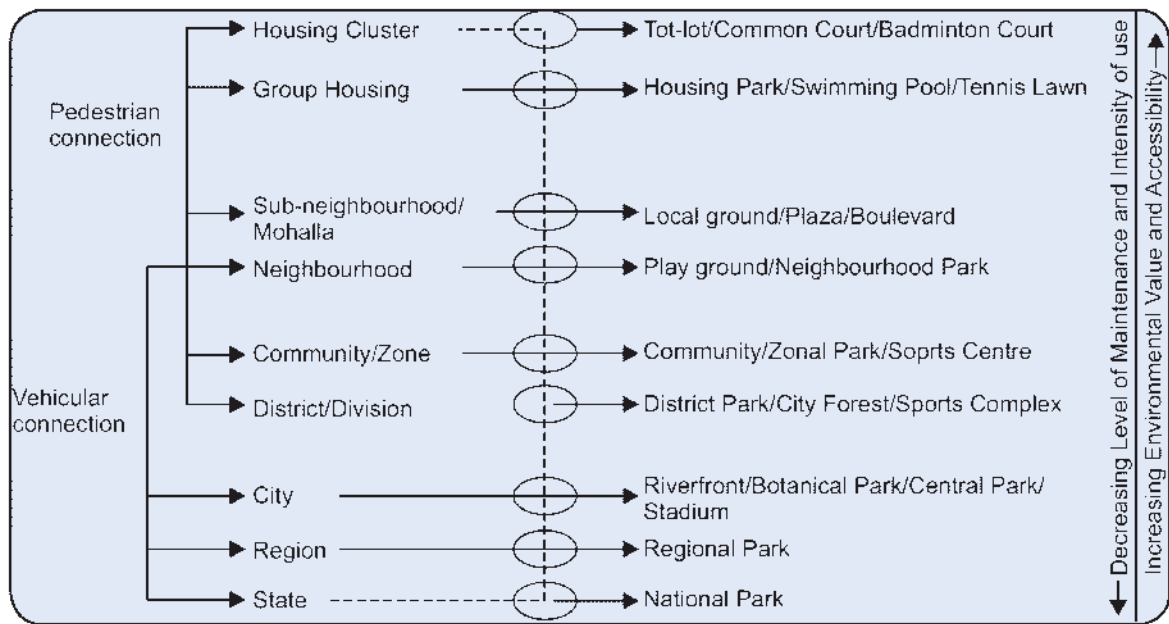 Housing Cluster
Tot-lot/Common Court/Badminton Court
Group Housing
Housing Park/Swimming Pool/Tennis Lawn
Pedestrian
connection
Sub-neighbourhood/
Mohalla
Local ground/Plaza/Boulevard
Neighbourhood
Play ground/Neighbourhood Park
Community/Zone
Community/Zonal Park/Soprts Centre
Vehicular
connection
District/Division
District Park/City Forest/Sports Complex
City
Riverfront/Botanical Park/Central Park/
Stadium
Region
Regional Park
State
National Park
Decreasing Level of Maintenance and Intensity of use
Increasing Environmental Value and Accessibility